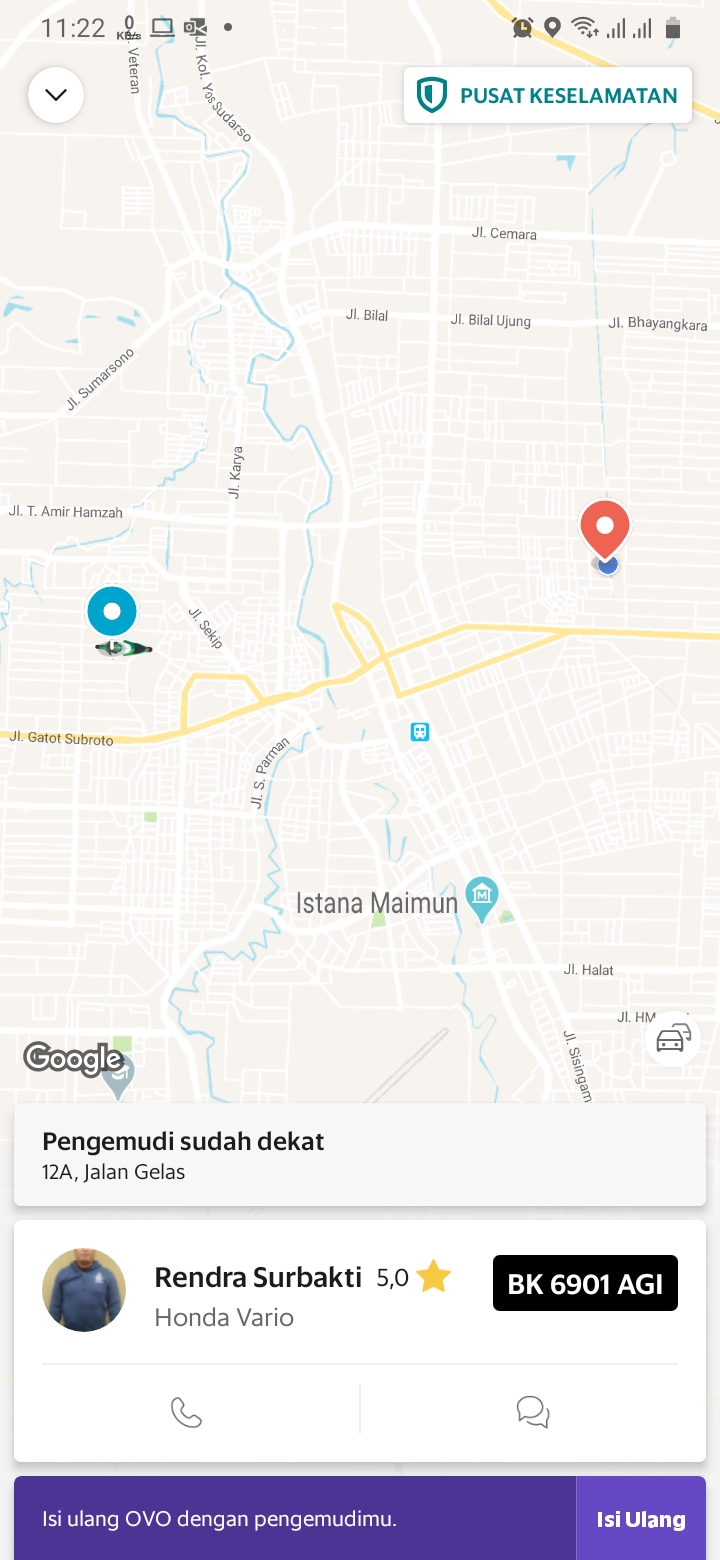 11:22
0
KB/s
Jl. Veteran
Jl. Kol. Yos Sudarso
PUSAT KESELAMATAN
Jl. Cemara
Jl. Bilal
Jl. Bilal Ujung
Jl. Bhayangkara
Jl. Sumarsono
Jl. Karya
Jl. T. Amir Hamzah
Jl. Sekip
Jl. Gatot Subroto
Jl. S. Parman
Istana Maimun
M
Jl. Halat
Jl. HM
Jl. Sisingam
Google
Pengemudi sudah dekat
12A, Jalan Gelas
Rendra Surbakti 5,0
BK 6901 AGI
Honda Vario
Isi ulang OVO dengan pengemudimu.
Isi Ulang